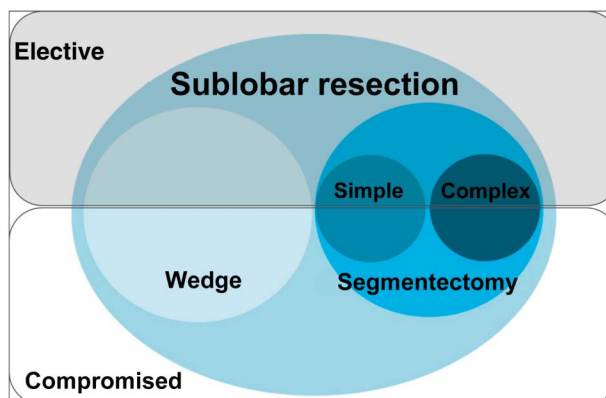 Elective
Sublobar resection
Simple
Complex
Wedge
Segmentectomy
Compromised